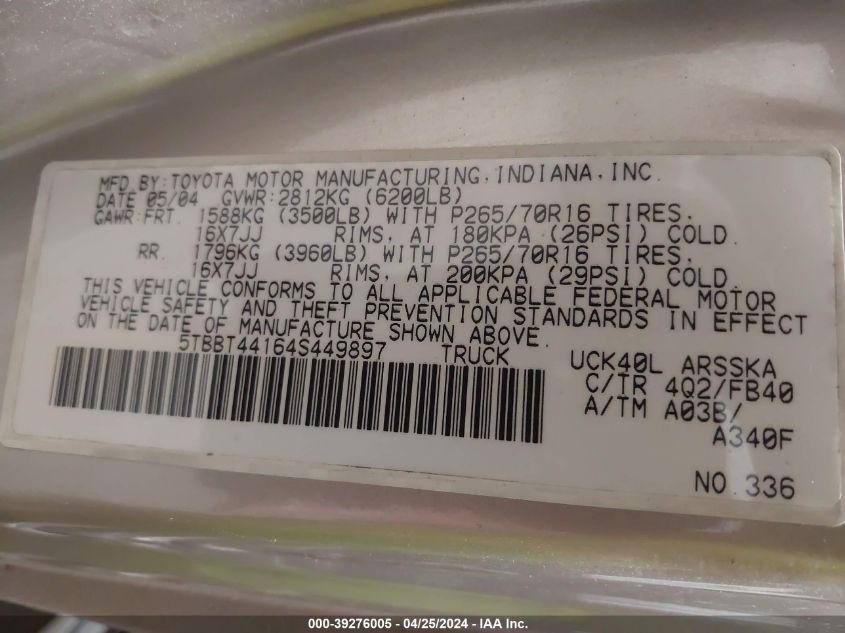 MFD. BY: TOYOTA MOTOR MANUFACTURING, INDIANA, INC.
DATE 05/04 GVWR:2812KG (6200LB)
GAWR:FRT. 1588KG (3500LB) WITH P265/70R16 TIRES.
16X7JJ RIMS, AT 180KPA (26PSI) COLD.
RR. 1796KG (3960LB) WITH P265/70R16 TIRES.
16X7JJ RIMS, AT 200KPA (29PSI) COLD.
THIS VEHICLE CONFORMS TO ALL APPLICABLE FEDERAL MOTOR
VEHICLE SAFETY AND THEFT PREVENTION STANDARDS IN EFFECT
ON THE DATE OF MANUFACTURE SHOWN ABOVE.
5TBBT44164S449897 TRUCK
UCK40L ARSSKA
C/TR 4Q2/FB40
A/TM A03B/
A340F
NO.336
000-39276005 - 04/25/2024 - IAA Inc.